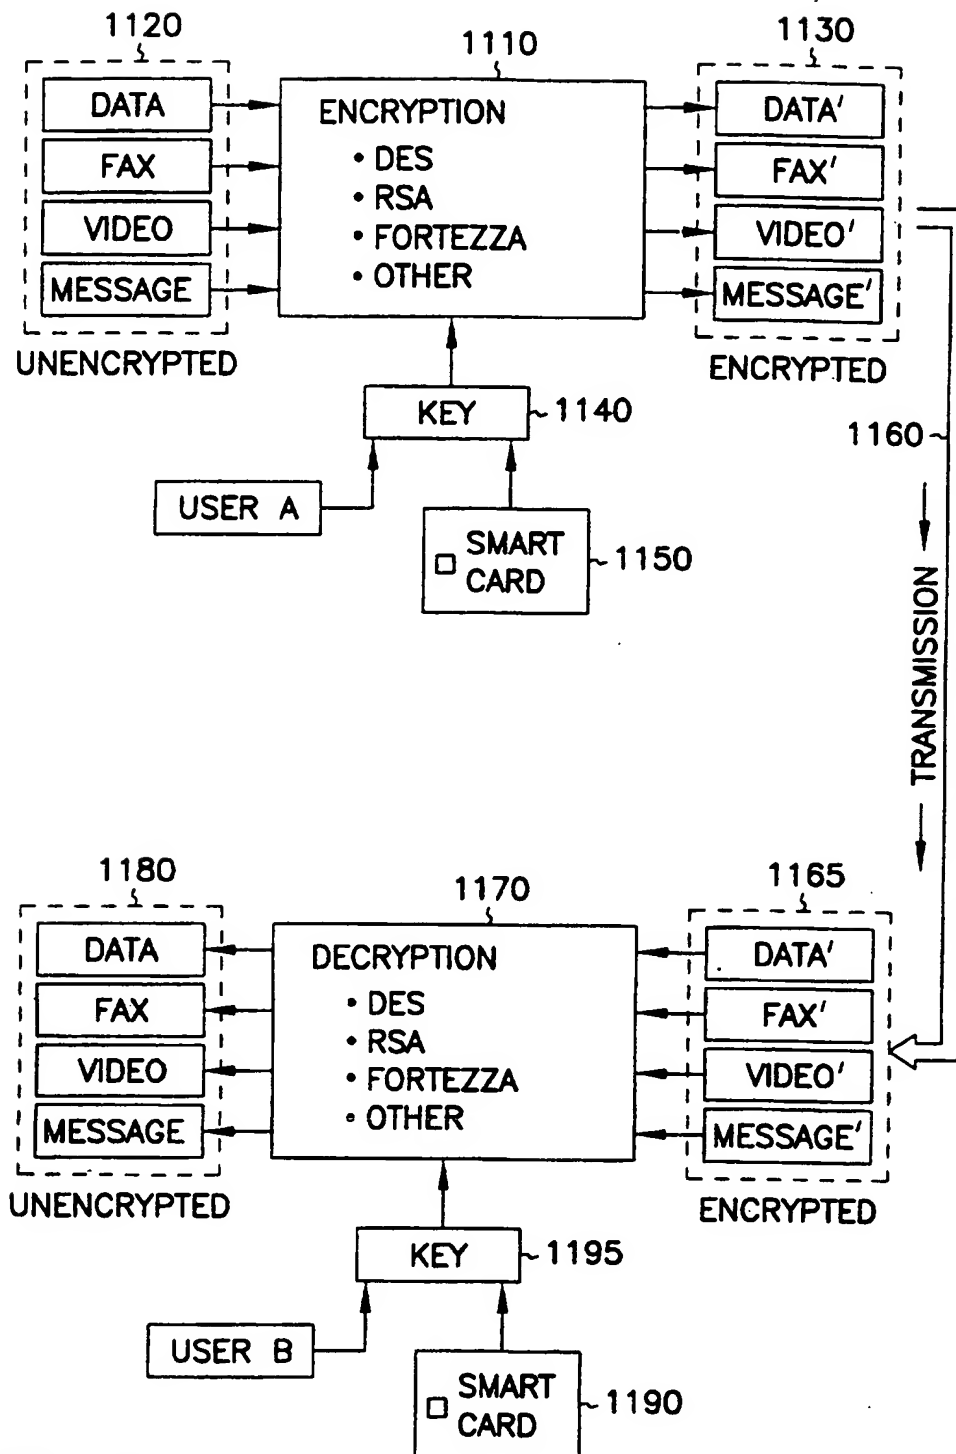 1120
1110
1130
DATA
FAX
VIDEO
MESSAGE
UNENCRYPTED
ENCRYPTION
• DES
• RSA
• FORTEZZA
• OTHER
DATA'
FAX'
VIDEO'
MESSAGE'
ENCRYPTED
KEY
1140
1160
USER A
SMART
CARD
1150
TRANSMISSION
1180
1170
1165
DATA
FAX
VIDEO
MESSAGE
UNENCRYPTED
DECRYPTION
• DES
• RSA
• FORTEZZA
• OTHER
DATA'
FAX'
VIDEO'
MESSAGE'
ENCRYPTED
KEY
1195
USER B
SMART
CARD
1190